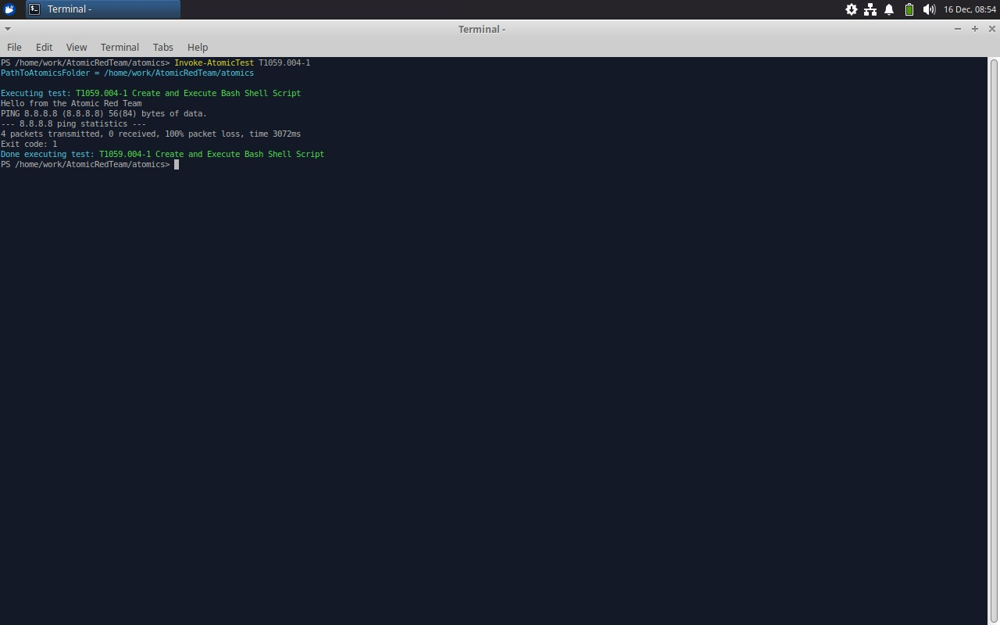 Terminal -
16 Dec, 08:54
Terminal -
File Edit View Terminal Tabs Help
PS /home/work/AtomicRedTeam/atomics> Invoke-AtomicTest T1059.004-1
PathToAtomicsFolder = /home/work/AtomicRedTeam/atomics
Executing test: T1059.004-1 Create and Execute Bash Shell Script
Hello from the Atomic Red Team
PING 8.8.8.8 (8.8.8.8) 56(84) bytes of data.
--- 8.8.8.8 ping statistics ---
4 packets transmitted, 0 received, 100% packet loss, time 3072ms
Exit code: 1
Done executing test: T1059.004-1 Create and Execute Bash Shell Script
PS /home/work/AtomicRedTeam/atomics>